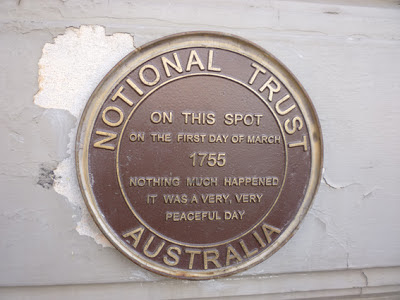 NOTIONAL TRUST
ON THIS SPOT
ON THE FIRST DAY OF MARCH
1755
NOTHING MUCH HAPPENED
IT WAS A VERY, VERY
PEACEFUL DAY
AUSTRALIA